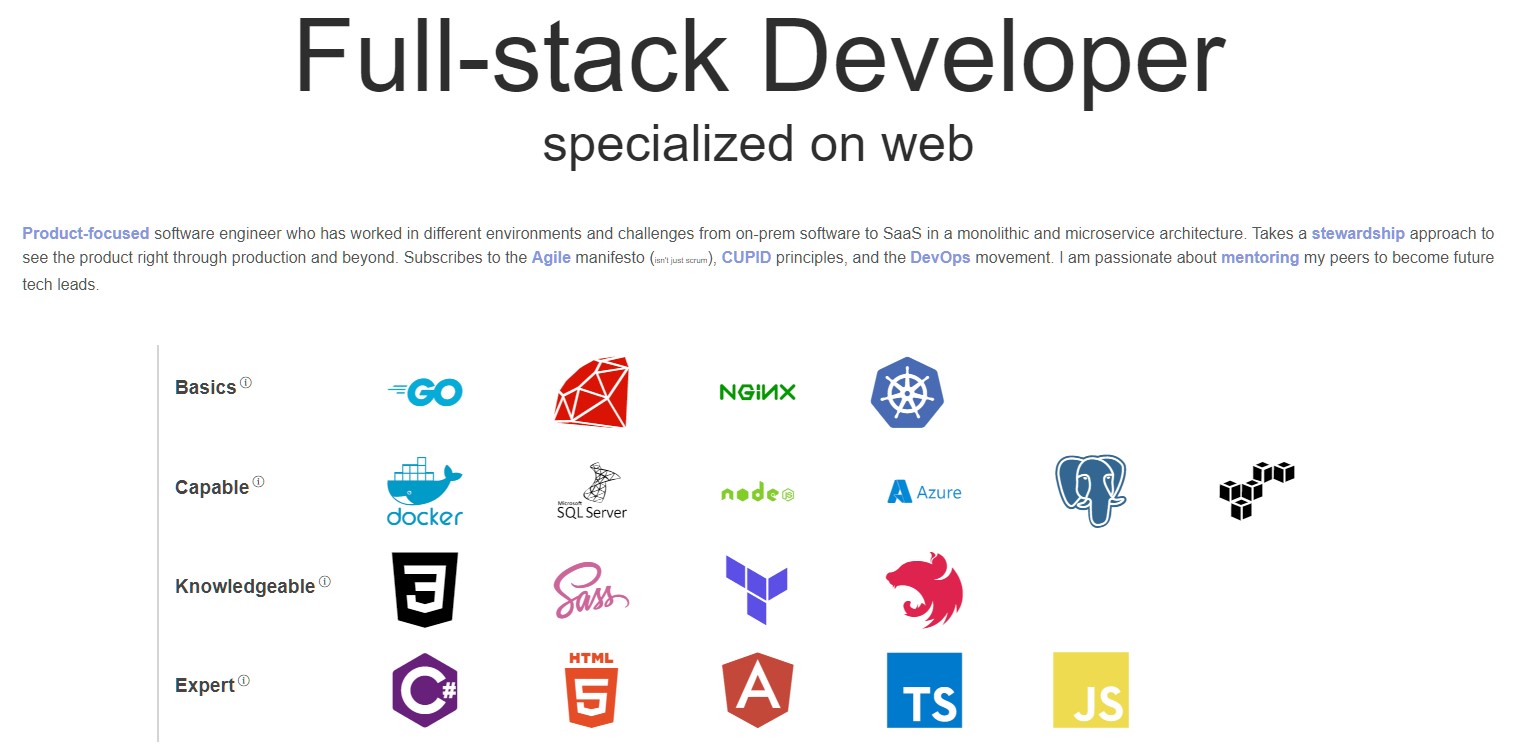 Full-stack Developer
specialized on web
Product-focused software engineer who has worked in different environments and challenges from on-prem software to SaaS in a monolithic and microservice architecture. Takes a stewardship approach to
see the product right through production and beyond. Subscribes to the Agile manifesto (isn't just scrum), CUPID principles, and the DevOps movement. I am passionate about mentoring my peers to become future
tech leads.
Basics ⓘ GO NGiNX
Capable ⓘ docker Microsoft SQL Server node JS Azure
Knowledgeable ⓘ 3 Sass
Expert ⓘ C# HTML 5 A TS JS